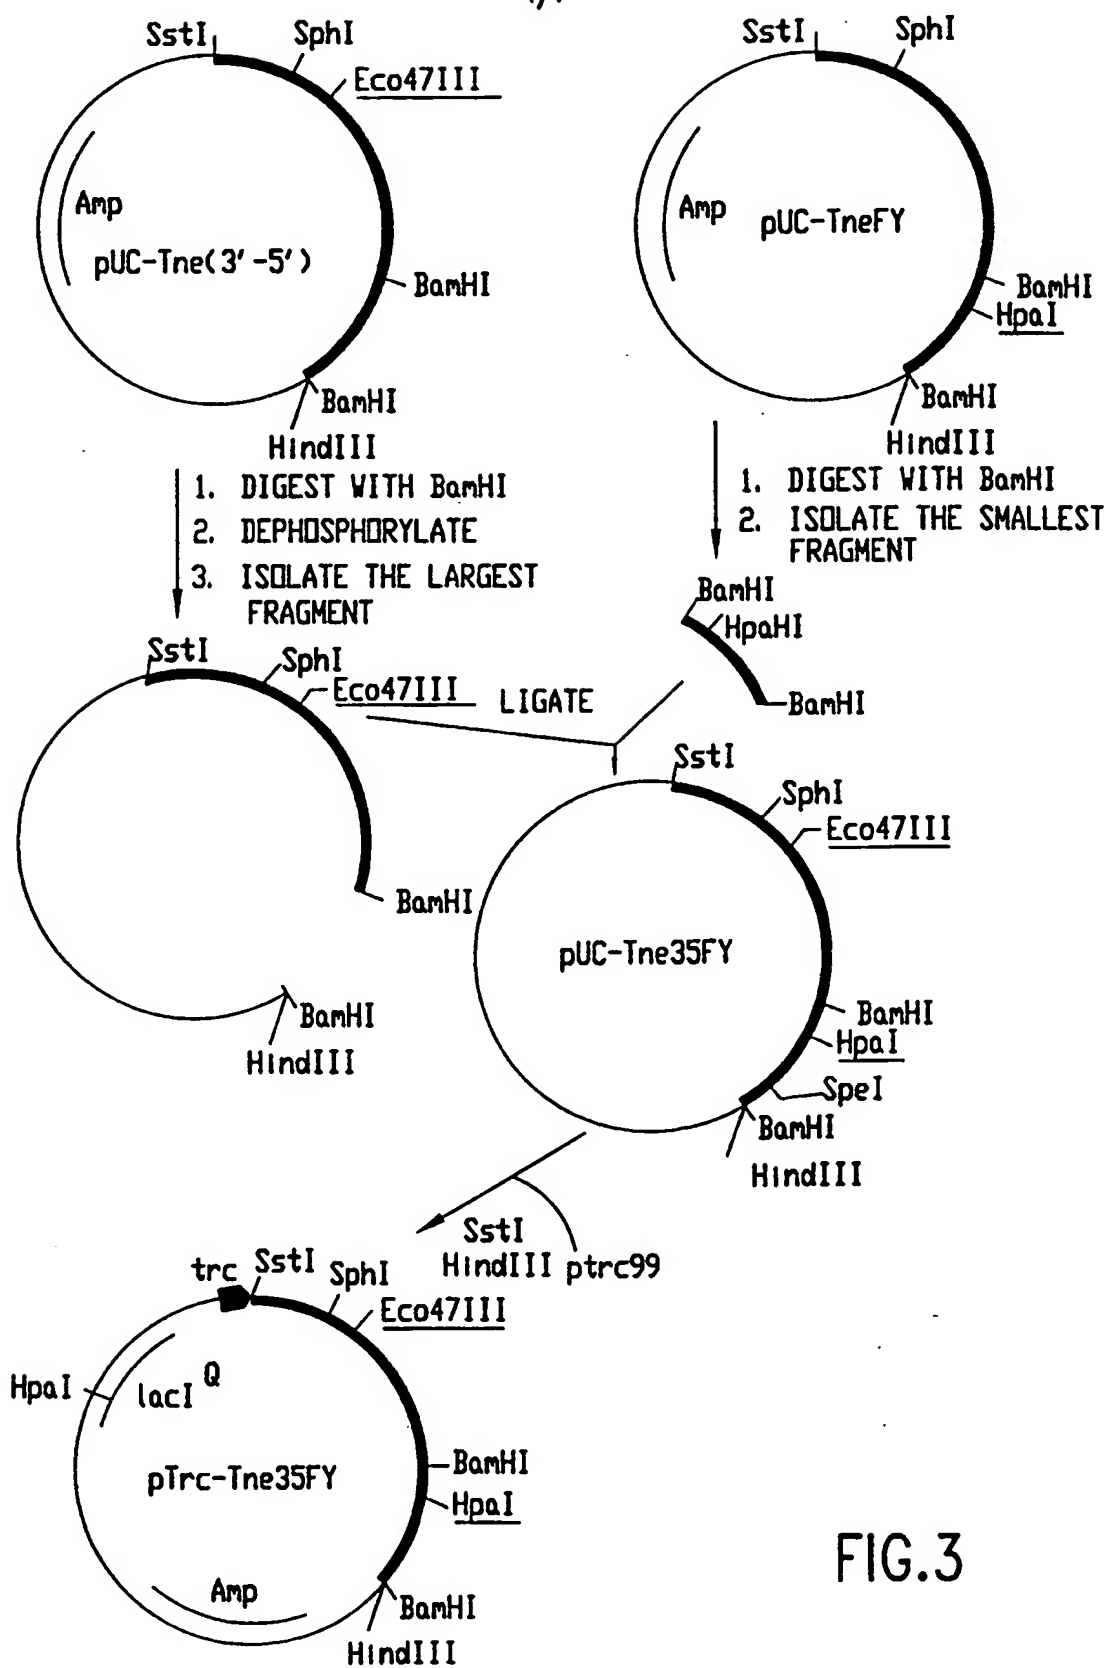 SstI
SphI
Eco47III
Amp
pUC-Tne(3'-5')
BamHI
BamHI
HindIII
SstI
SphI
Amp
pUC-TneFY
BamHI
HpaI
BamHI
HindIII
1. DIGEST WITH BamHI
2. DEPHOSPHORYLATE
3. ISOLATE THE LARGEST
FRAGMENT
1. DIGEST WITH BamHI
2. ISOLATE THE SMALLEST
FRAGMENT
BamHI
HpaHI
BamHI
SstI
SphI
Eco47III
LIGATE
BamHI
BamHI
HindIII
SstI
SphI
Eco47III
pUC-Tne35FY
BamHI
HpaI
SpeI
BamHI
HindIII
SstI
HindIII
ptrc99
trc
SstI
SphI
Eco47III
HpaI
lacI Q
pTrc-Tne35FY
BamHI
HpaI
Amp
BamHI
HindIII
FIG.3